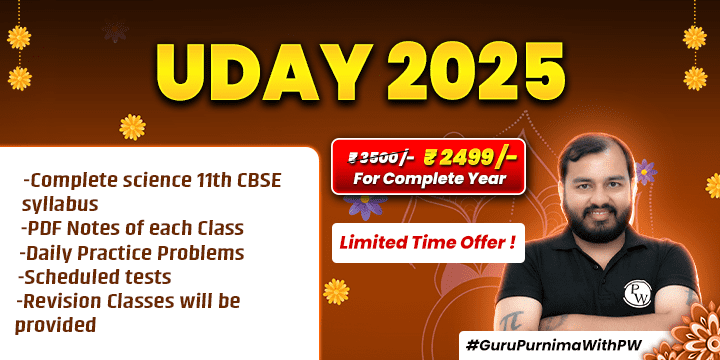 UDAY 2025
-Complete science 11th CBSE
syllabus
-PDF Notes of each Class
-Daily Practice Problems
-Scheduled tests
-Revision Classes will be
provided
₹ 3500/- ₹ 2499/-
For Complete Year
Limited Time Offer !
PW
#GuruPurnimaWithPW